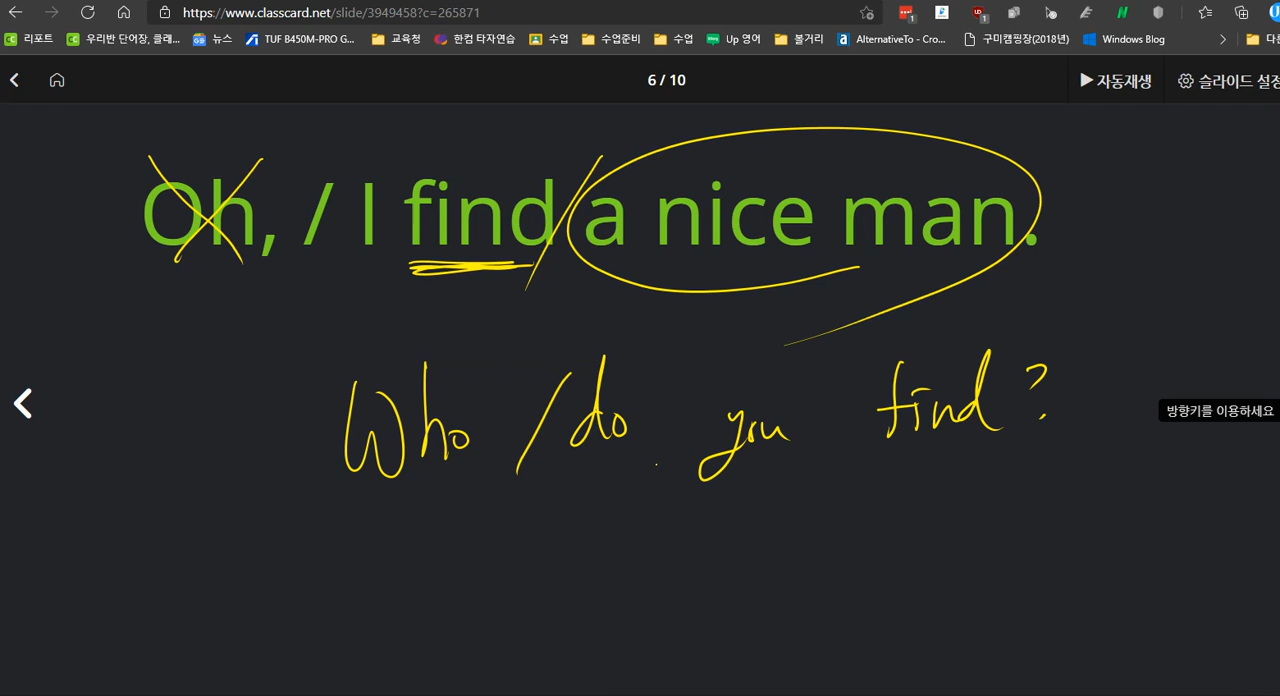 https://www.classcard.net/slide/3949458?c=265871
리포트 우리반 단어장, 클래... 뉴스 TUF B450M-PRO G... 교육청 한컴 타자연습 수업 수업준비 수업 Up 영어 볼거리 AlternativeTo - Cro... 구미캠핑장(2018년) Windows Blog
6 / 10 자동재생 슬라이드 설정
Oh, / I find / a nice man.
Who / do you find?
방향키를 이용하세요